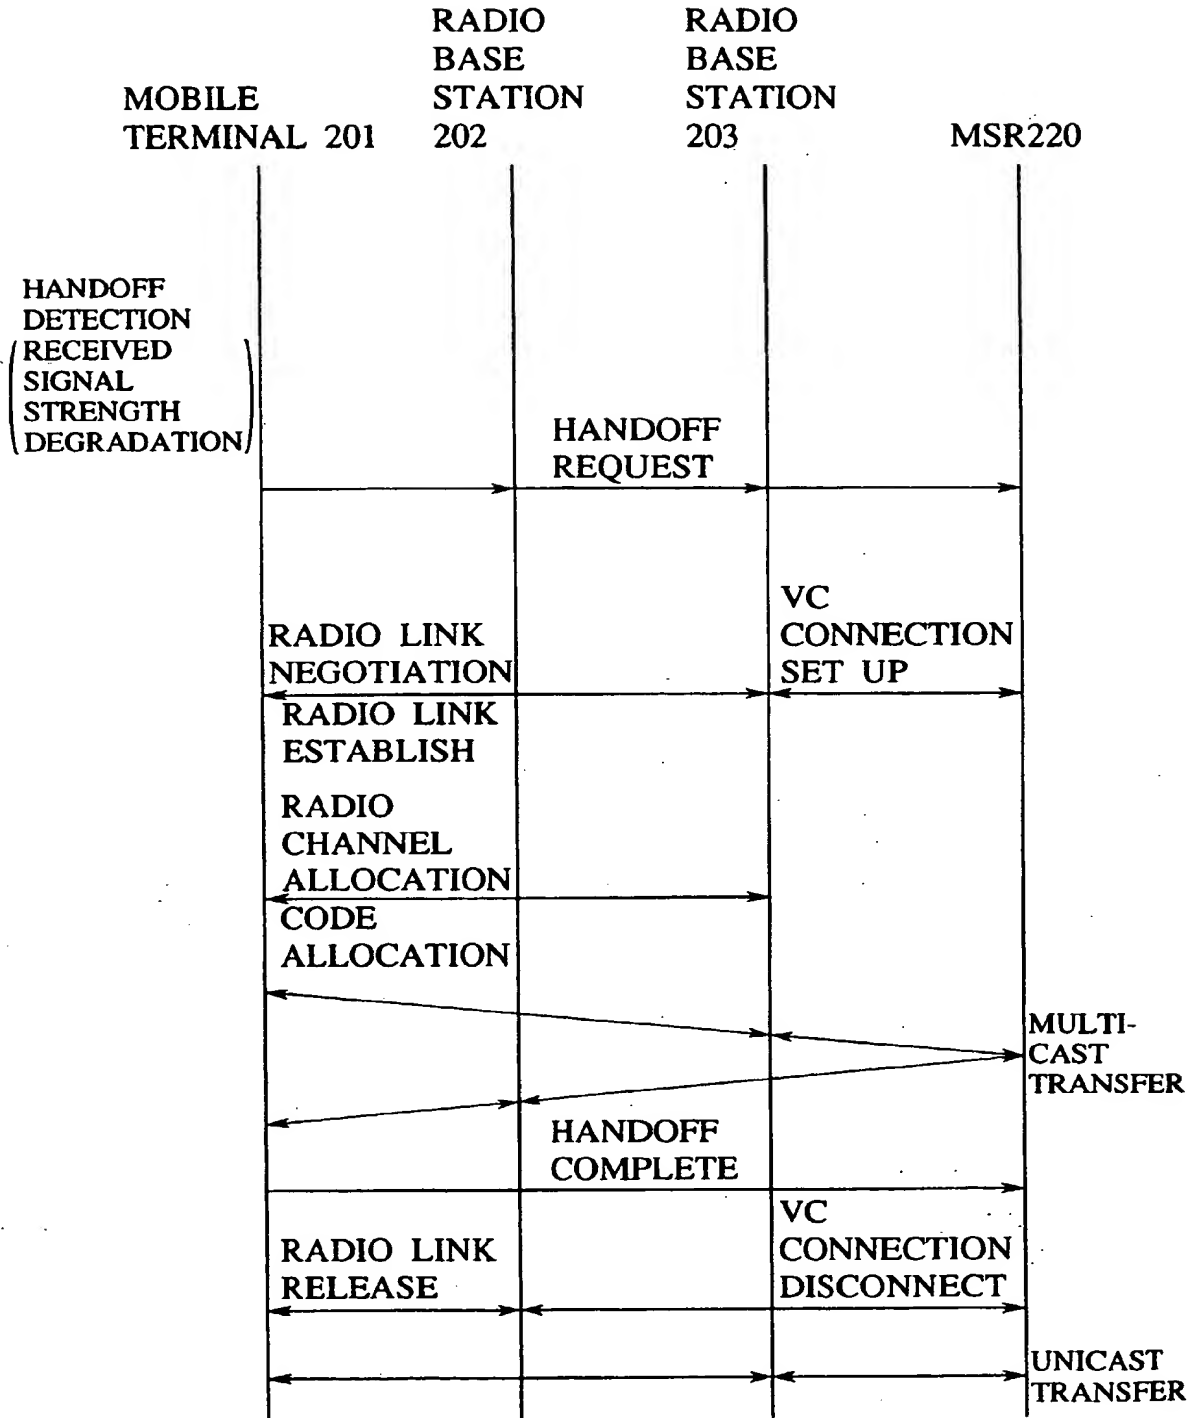 RADIO
BASE
STATION
202
RADIO
BASE
STATION
203
MOBILE
TERMINAL 201
MSR220
HANDOFF
DETECTION
(RECEIVED
SIGNAL
STRENGTH
DEGRADATION)
HANDOFF
REQUEST
VC
CONNECTION
SET UP
RADIO LINK
NEGOTIATION
RADIO LINK
ESTABLISH
RADIO
CHANNEL
ALLOCATION
CODE
ALLOCATION
MULTI-
CAST
TRANSFER
HANDOFF
COMPLETE
VC
CONNECTION
DISCONNECT
RADIO LINK
RELEASE
UNICAST
TRANSFER